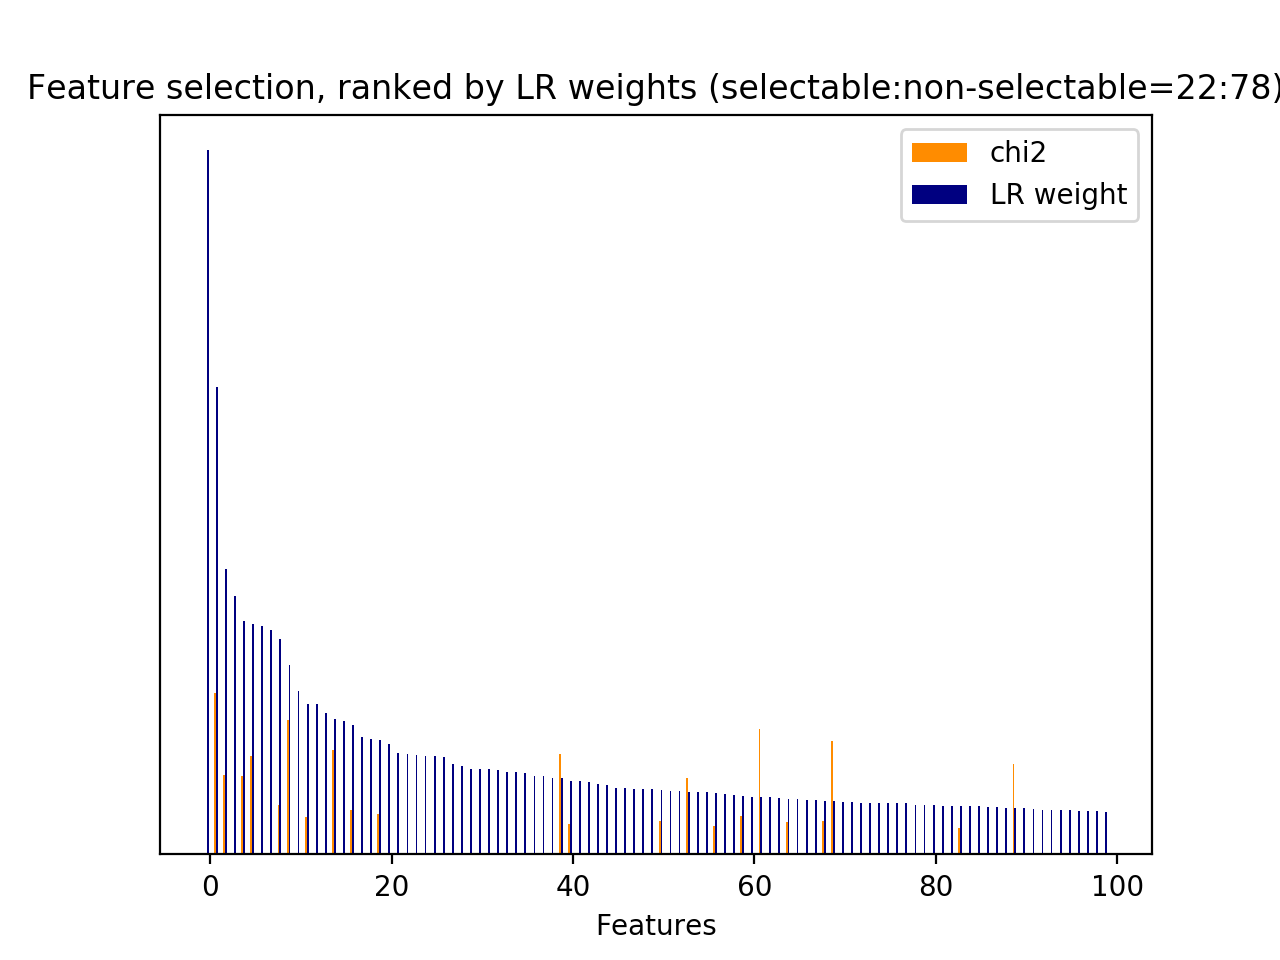 Feature selection, ranked by LR weights (selectable:non-selectable=22:78)
chi2
LR weight
0 20 40 60 80 100
Features